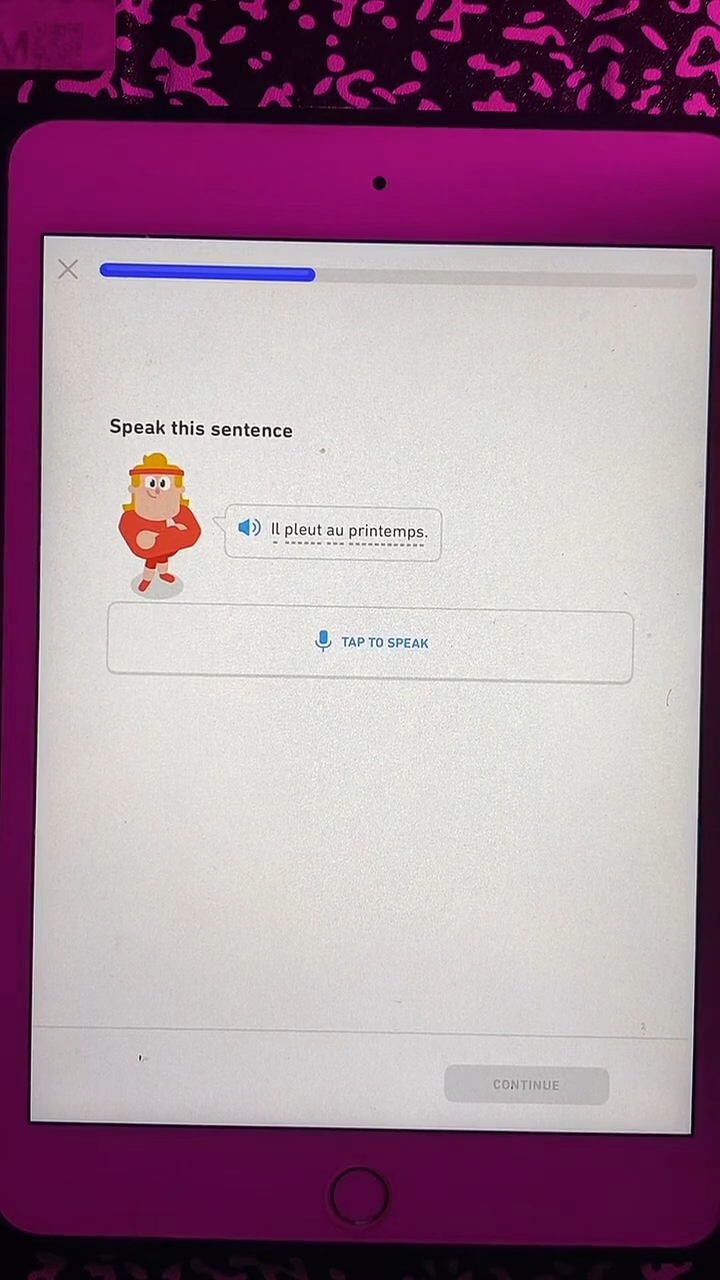 Speak this sentence
Il pleut au printemps.
TAP TO SPEAK
CONTINUE